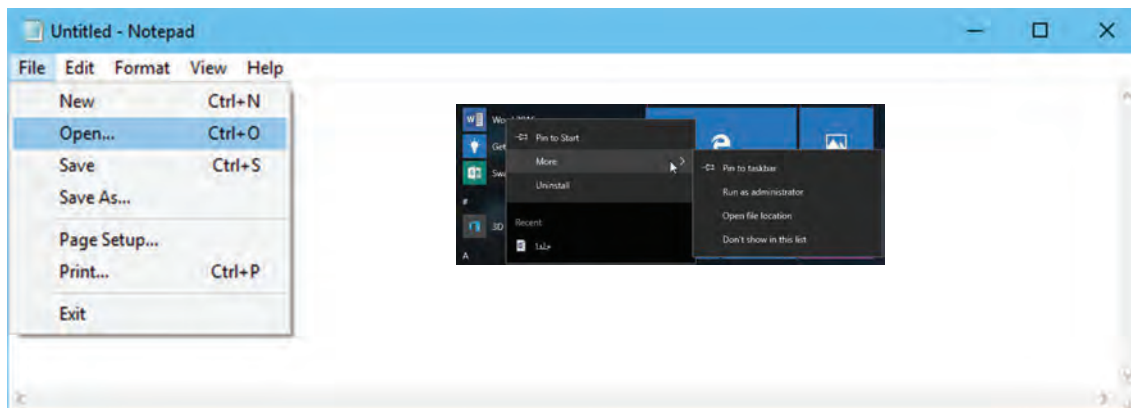 Untitled - Notepad
File Edit Format View Help
New Ctrl+N
Open... Ctrl+O
Save Ctrl+S
Save As...
Page Setup...
Print... Ctrl+P
Exit
Pin to Start
More
Uninstall
Recent
3D
A
Pin to taskbar
Run as administrator
Open file location
Don't show in this list